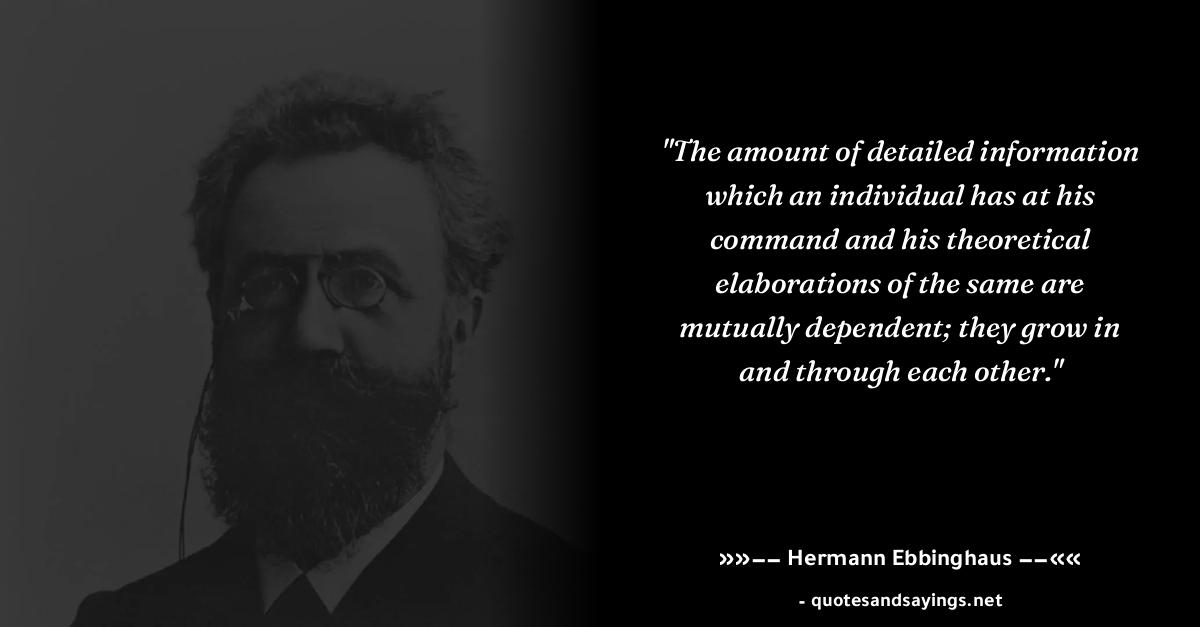 "The amount of detailed information
which an individual has at his
command and his theoretical
elaborations of the same are
mutually dependent; they grow in
and through each other."
»»−− Hermann Ebbinghaus −−««
- quotesandsayings.net